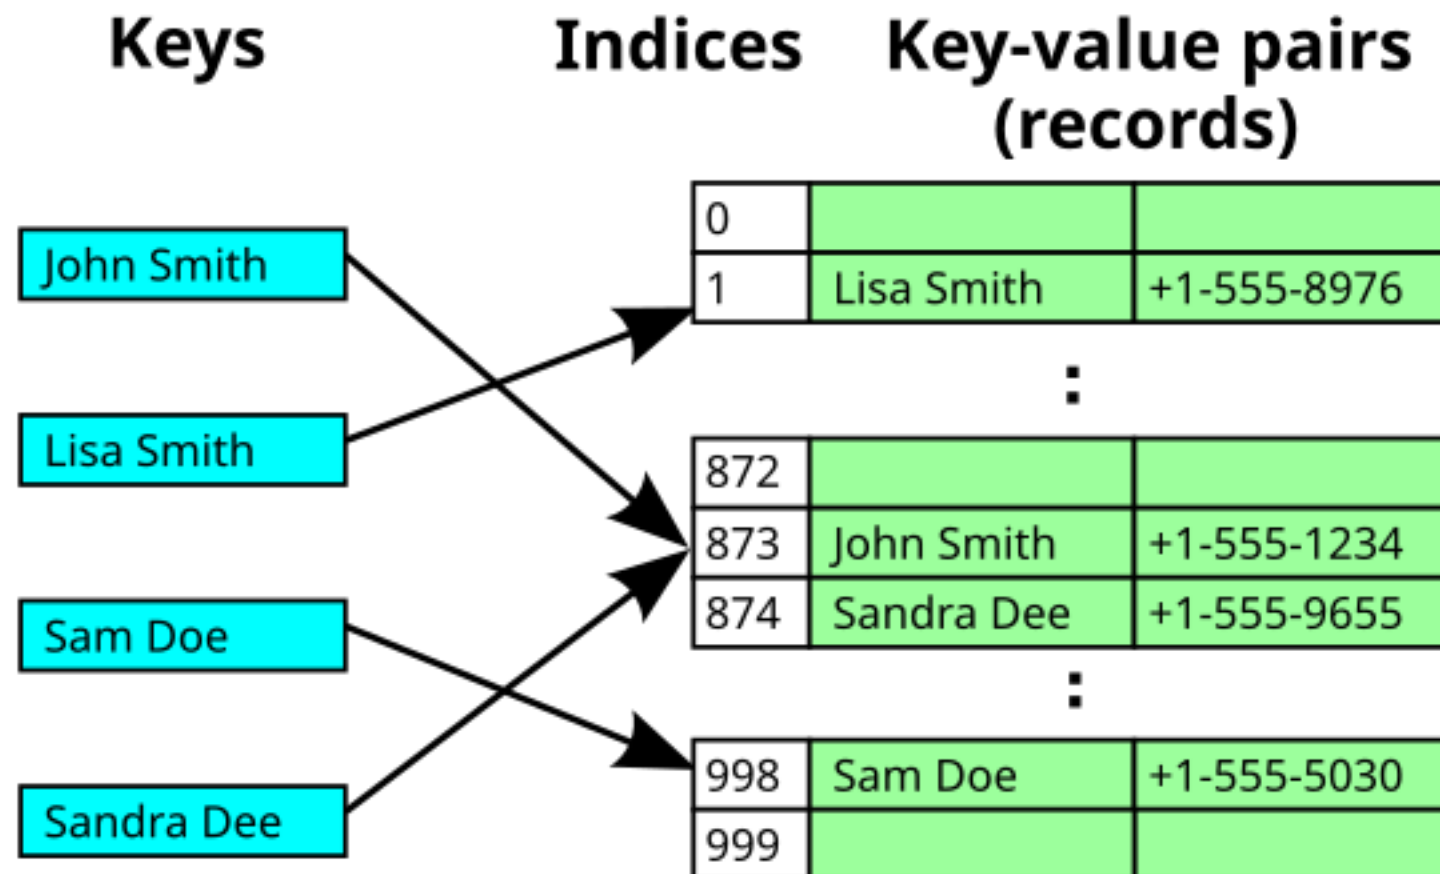 Keys
Indices
Key-value pairs
(records)
John Smith
Lisa Smith
Sam Doe
Sandra Dee
0
1 Lisa Smith +1-555-8976
:
872
873 John Smith +1-555-1234
874 Sandra Dee +1-555-9655
:
998 Sam Doe +1-555-5030
999